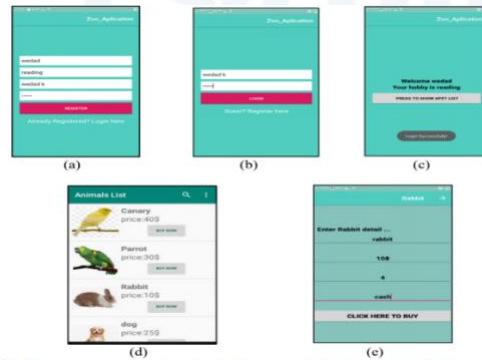 Zoo_Aplication
wedad
reading
wedad k
REGISTER
Already Registered? Login here
(a)
Zoo_Aplication
wedad k
LOGIN
Guest? Register here
(b)
Zoo_Aplication
Welcome wedad
Your hobby is reading
PRESS TO SHOW APET LIST
Login Successfully
(c)
Animals List
Canary
price:40$
BUY NOW
Parrot
price:30$
BUY NOW
Rabbit
price:10$
BUY NOW
dog
price:25$
(d)
Rabbit
Enter Rabbit detail ...
rabbit
10$
4
cash
CLICK HERE TO BUY
(e)